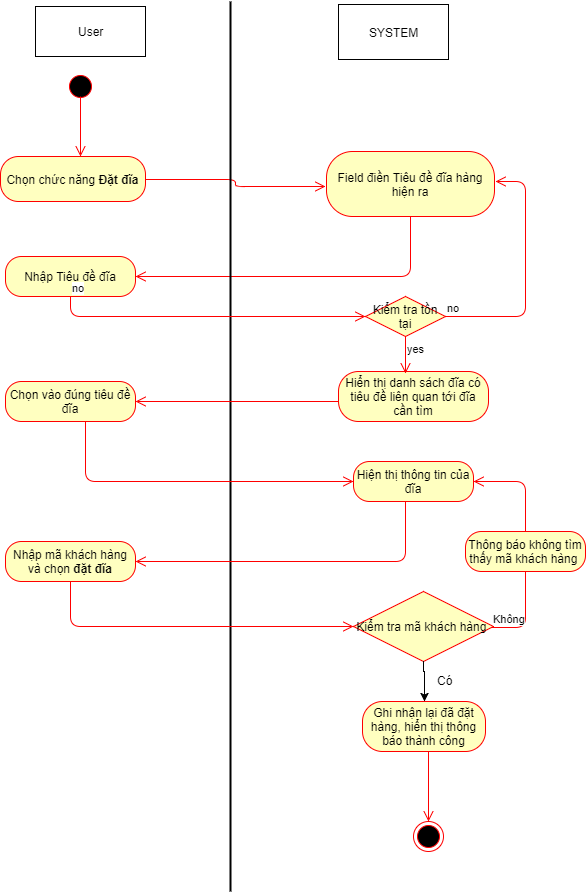 User
SYSTEM
Chọn chức năng Đặt đĩa
Field điền Tiêu đề đĩa hàng
hiện ra
Nhập Tiêu đề đĩa
no
Kiểm tra tồn
tại
no
yes
Hiển thị danh sách đĩa có
tiêu đề liên quan tới đĩa
cần tìm
Chọn vào đúng tiêu đề
đĩa
Hiện thị thông tin của
đĩa
Thông báo không tìm
thấy mã khách hàng
Nhập mã khách hàng
và chọn đặt đĩa
Kiểm tra mã khách hàng
Không
Có
Ghi nhận lại đã đặt
hàng, hiển thị thông
báo thành công